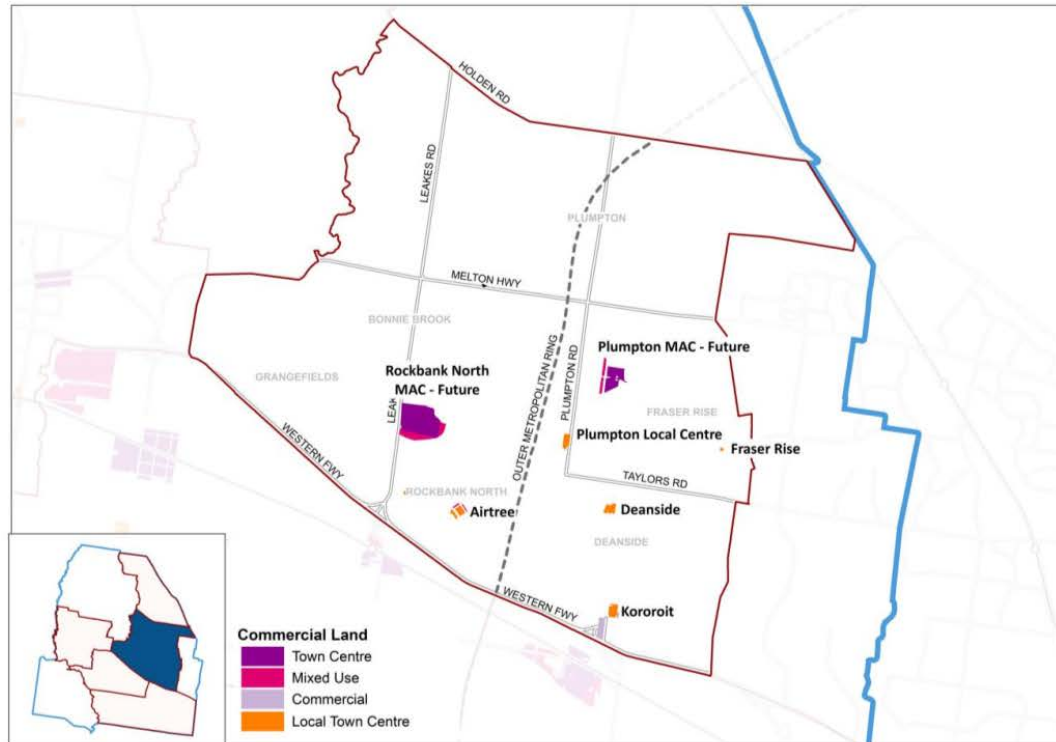 HOLDEN RD
LEAKES RD
PLUMPTON
MELTON HWY
BONNIE BROOK
Plumpton MAC - Future
GRANGEFIELDS
Rockbank North
MAC - Future
OUTER METROPOLITAN RING
PLUMPTON RD
FRASER RISE
LEAK
WESTERN FWY
Plumpton Local Centre
Fraser Rise
TAYLORS RD
ROCKBANK NORTH
Airtree
Deanside
DEANSIDE
WESTERN FWY
Kororoit
Commercial Land
Town Centre
Mixed Use
Commercial
Local Town Centre